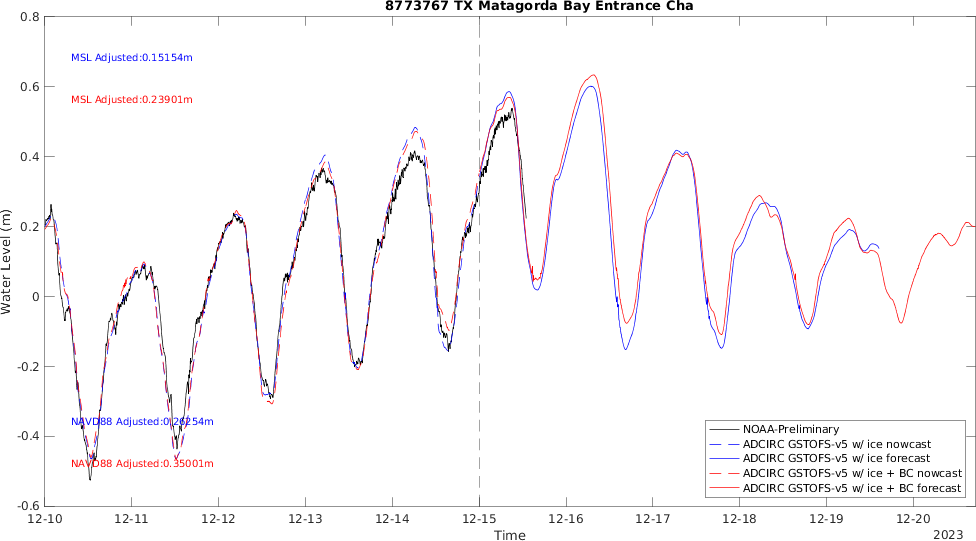 8773767 TX Matagorda Bay Entrance Cha
0.8
0.6
0.4
0.2
0
-0.2
-0.4
-0.6
Water Level (m)
MSL Adjusted:0.15154m
MSL Adjusted:0.23901m
NAVD88 Adjusted:0.26254m
NAVD88 Adjusted:0.35001m
NOAA-Preliminary
ADCIRC GSTOFS-v5 w/ ice nowcast
ADCIRC GSTOFS-v5 w/ ice forecast
ADCIRC GSTOFS-v5 w/ ice + BC nowcast
ADCIRC GSTOFS-v5 w/ ice + BC forecast
12-10 12-11 12-12 12-13 12-14 12-15 12-16 12-17 12-18 12-19 12-20
Time
2023